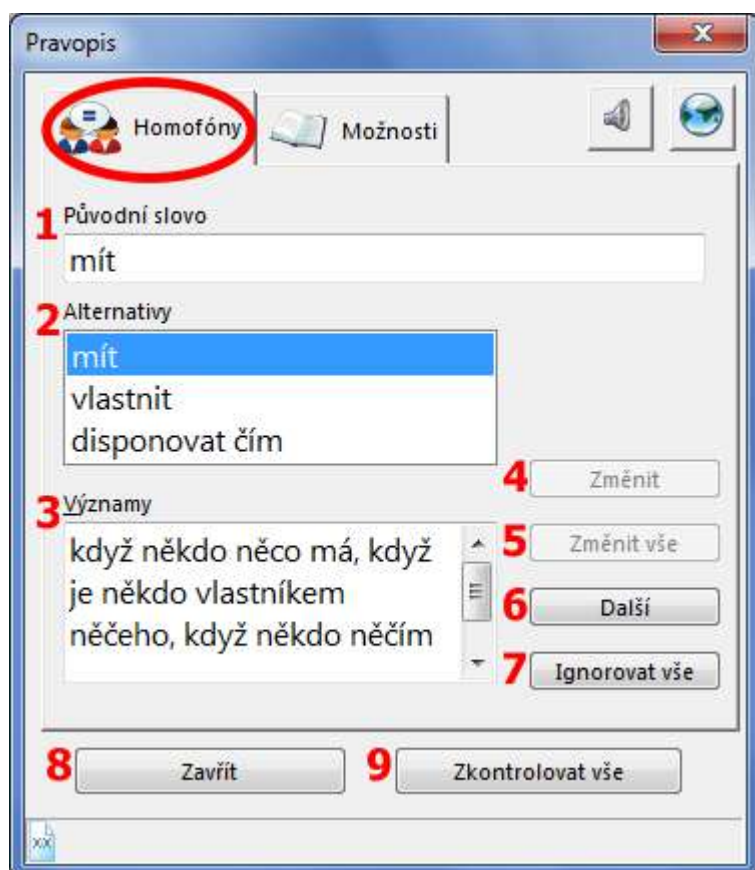 Pravopis
Homofóny
Možnosti
1 Původní slovo
mít
2 Alternativy
mít
vlastnit
disponovat čím
4 Změnit
3 Významy
když někdo něco má, když
je někdo vlastníkem
něčeho, když někdo něčím
5 Změnit vše
6 Další
7 Ignorovat vše
8 Zavřít
9 Zkontrolovat vše
xx